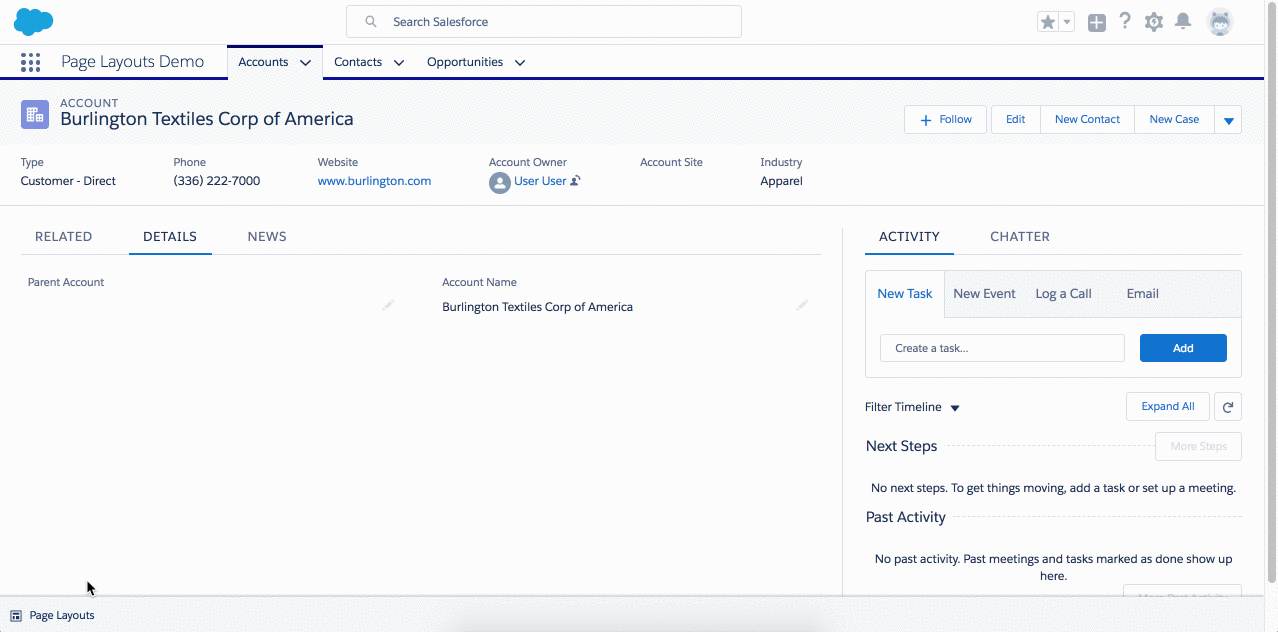 Search Salesforce
Page Layouts Demo
Accounts
Contacts
Opportunities
ACCOUNT
Burlington Textiles Corp of America
Follow
Edit
New Contact
New Case
Type
Phone
Website
Account Owner
Account Site
Industry
Customer - Direct
(336) 222-7000
www.burlington.com
User User
Apparel
RELATED
DETAILS
NEWS
ACTIVITY
CHATTER
Parent Account
Account Name
Burlington Textiles Corp of America
New Task
New Event
Log a Call
Email
Create a task...
Add
Filter Timeline
Expand All
Next Steps
More Steps
No next steps. To get things moving, add a task or set up a meeting.
Past Activity
No past activity. Past meetings and tasks marked as done show up
here.
More Past Activity
Page Layouts